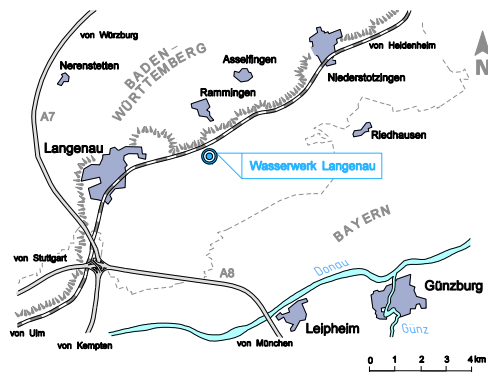 von Würzburg
von Heidenheim
Asselfingen
Nerenstetten
BADEN-
WÜRTTEMBERG
Niederstotzingen
N
Rammingen
A7
Riedhausen
Langenau
Wasserwerk Langenau
BAYERN
von Stuttgart
A8
Donau
Günzburg
von Ulm
Leipheim
Günz
von Kempten
von München
0 1 2 3 4 km